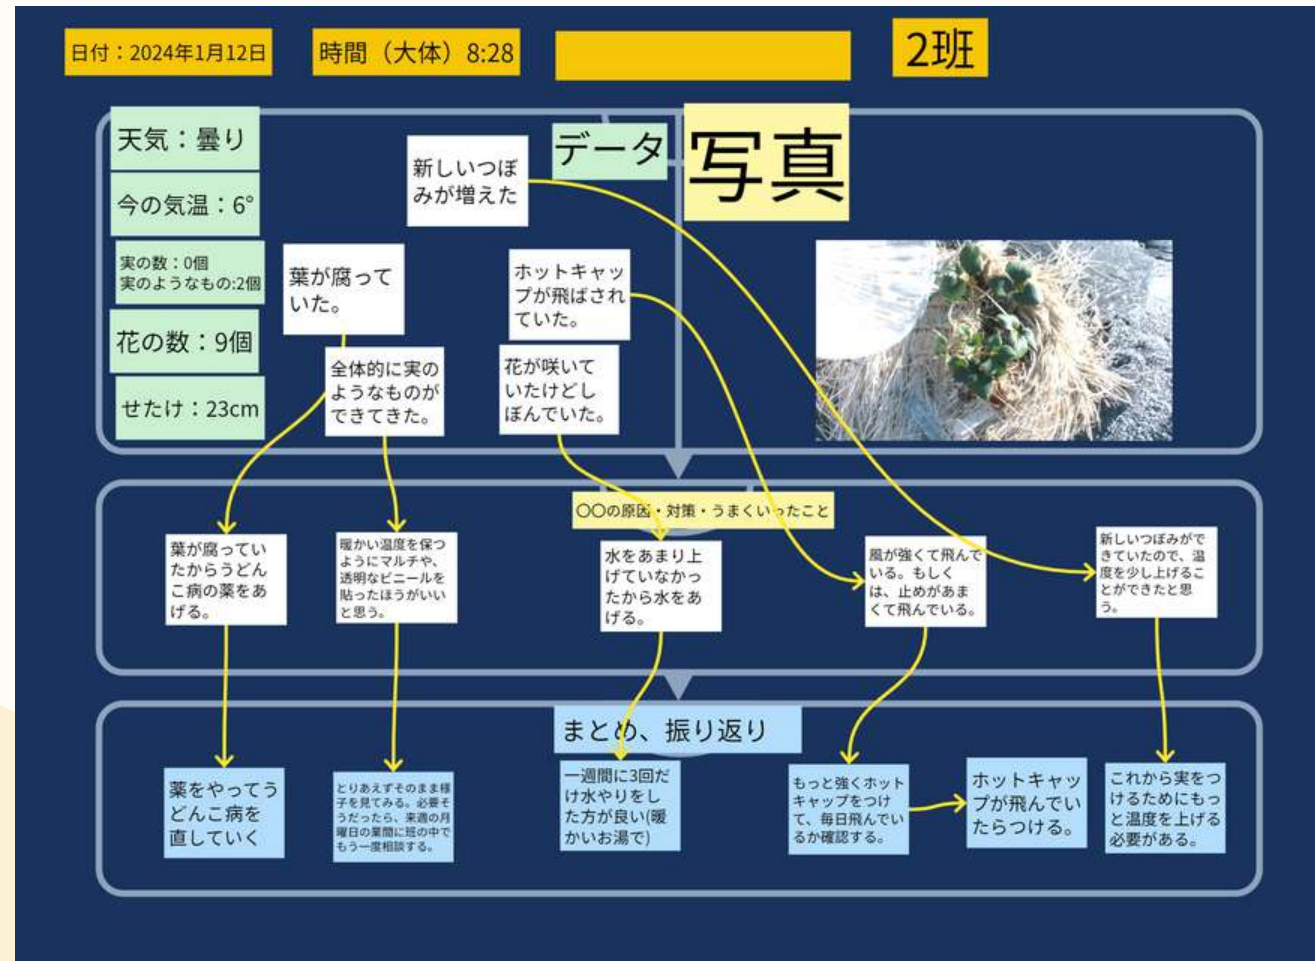 日付：2024年1月12日
時間（大体）8:28
2班
天気：曇り
今の気温：6°
実の数：0個
実のようなもの:2個
花の数：9個
せたけ：23cm
データ
写真
新しいつぼ
みが増えた
葉が腐って
いた。
ホットキャッ
プが飛ばされ
ていた。
全体的に実の
ようなものが
できてきた。
花が咲いて
いたけどし
ぼんでいた。
〇〇の原因・対策・うまくいったこと
葉が腐ってい
たからうどん
こ病の薬をあ
げる。
暖かい温度を保つ
ようにマルチや、
透明なビニールを
貼ったほうがいい
と思う。
水をあまり上
げていなかっ
たから水をあ
げる。
風が強くて飛んで
いる。もしく
は、止めがあま
くて飛んでいる。
新しいつぼみがで
きていたので、温
度を少し上げるこ
とができたと思
う。
まとめ、振り返り
薬をやってう
どんこ病を
直していく
とりあえずそのまま様
子を見てみる。必要そ
うだったら、来週の月
曜日の業間に班の中で
もう一度相談する。
一週間に3回だ
け水やりをし
た方が良い(暖
かいお湯で)
もっと強くホット
キャップをつけ
て、毎日飛んでい
るか確認する。
ホットキャッ
プが飛んでい
たらつける。
これから実をつ
けるためにもっ
と温度を上げる
必要がある。